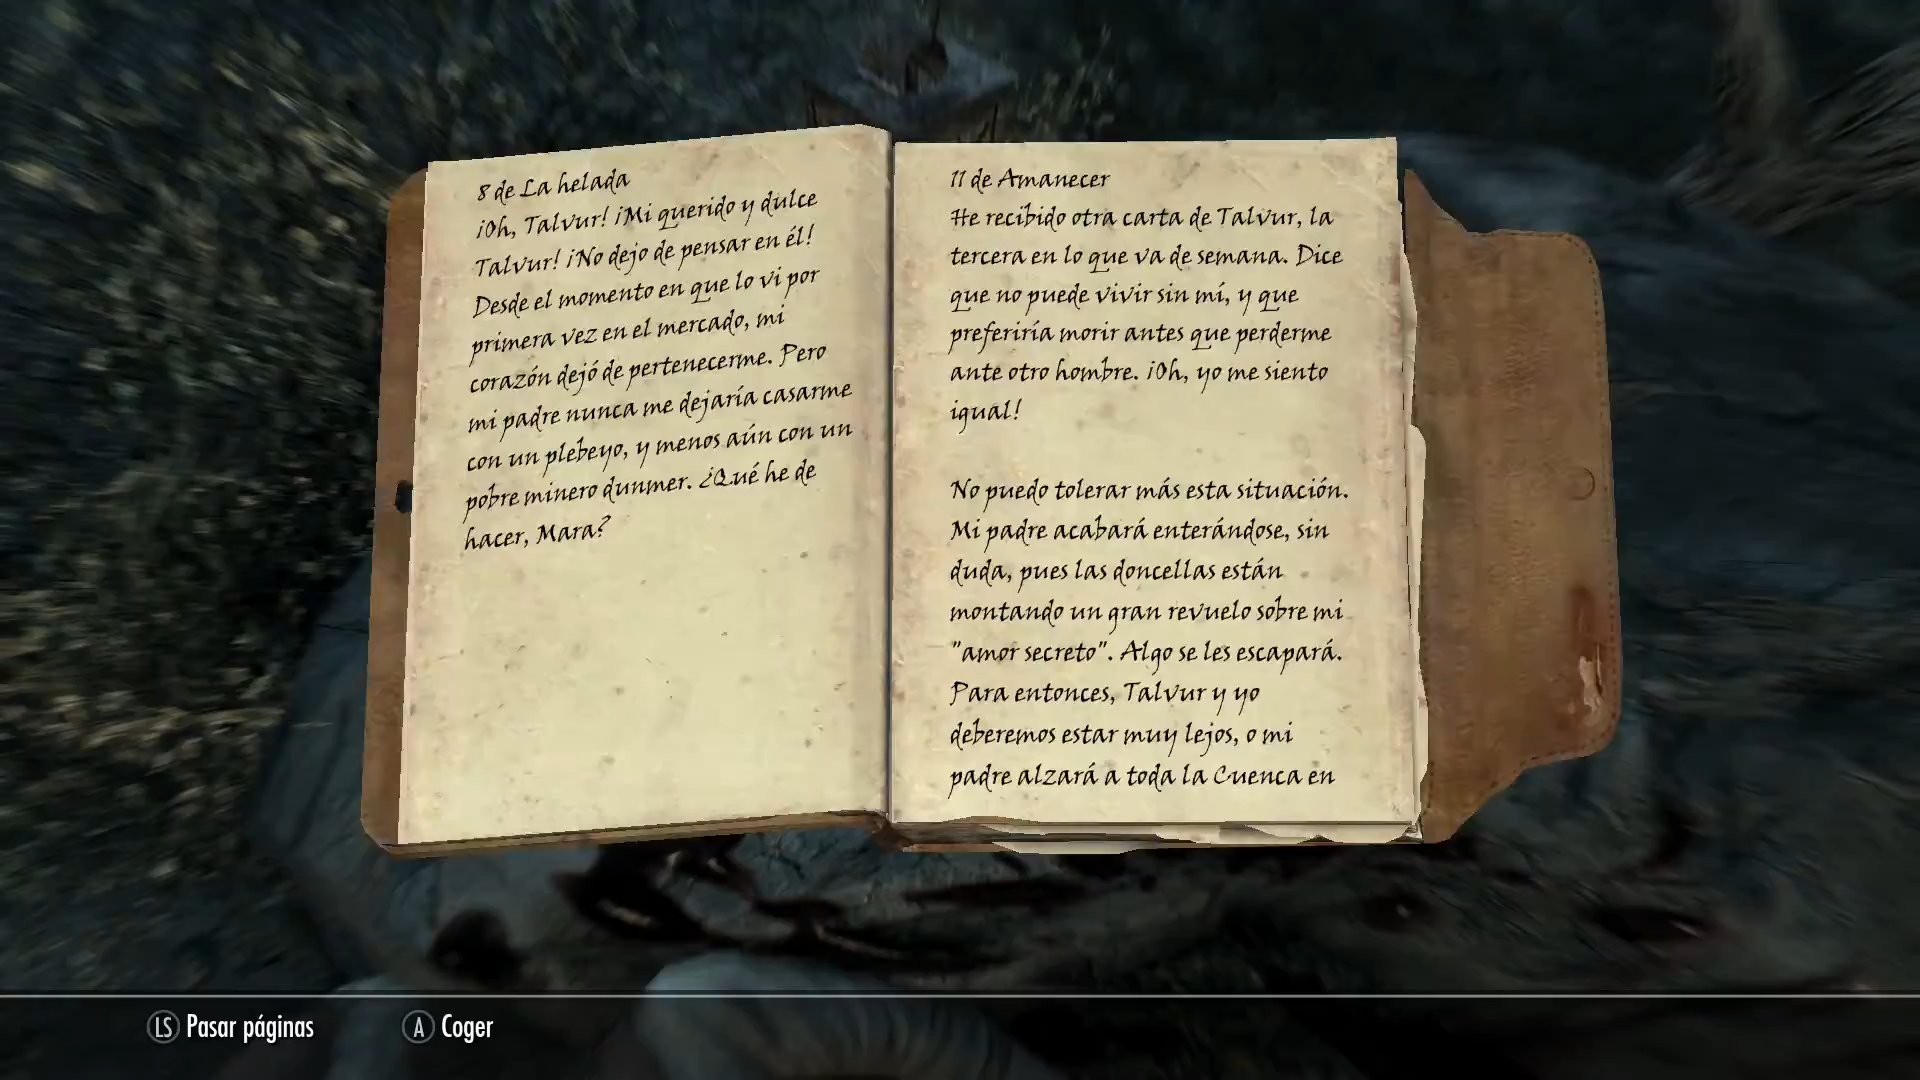 8 de La helada
¡Oh, Talvur! ¡Mi querido y dulce
Talvur! ¡No dejo de pensar en él!
Desde el momento en que lo vi por
primera vez en el mercado, mi
corazón dejó de pertenecerme. Pero
mi padre nunca me dejaría casarme
con un plebeyo, y menos aún con un
pobre minero dunmer. ¿Qué he de
hacer, Mara?
11 de Amanecer
He recibido otra carta de Talvur, la
tercera en lo que va de semana. Dice
que no puede vivir sin mí, y que
preferiría morir antes que perderme
ante otro hombre. ¡Oh, yo me siento
igual!
No puedo tolerar más esta situación.
Mi padre acabará enterándose, sin
duda, pues las doncellas están
montando un gran revuelo sobre mi
"amor secreto". Algo se les escapará.
Para entonces, Talvur y yo
deberemos estar muy lejos, o mi
padre alzará a toda la Cuenca en
LS Pasar páginas
A Coger